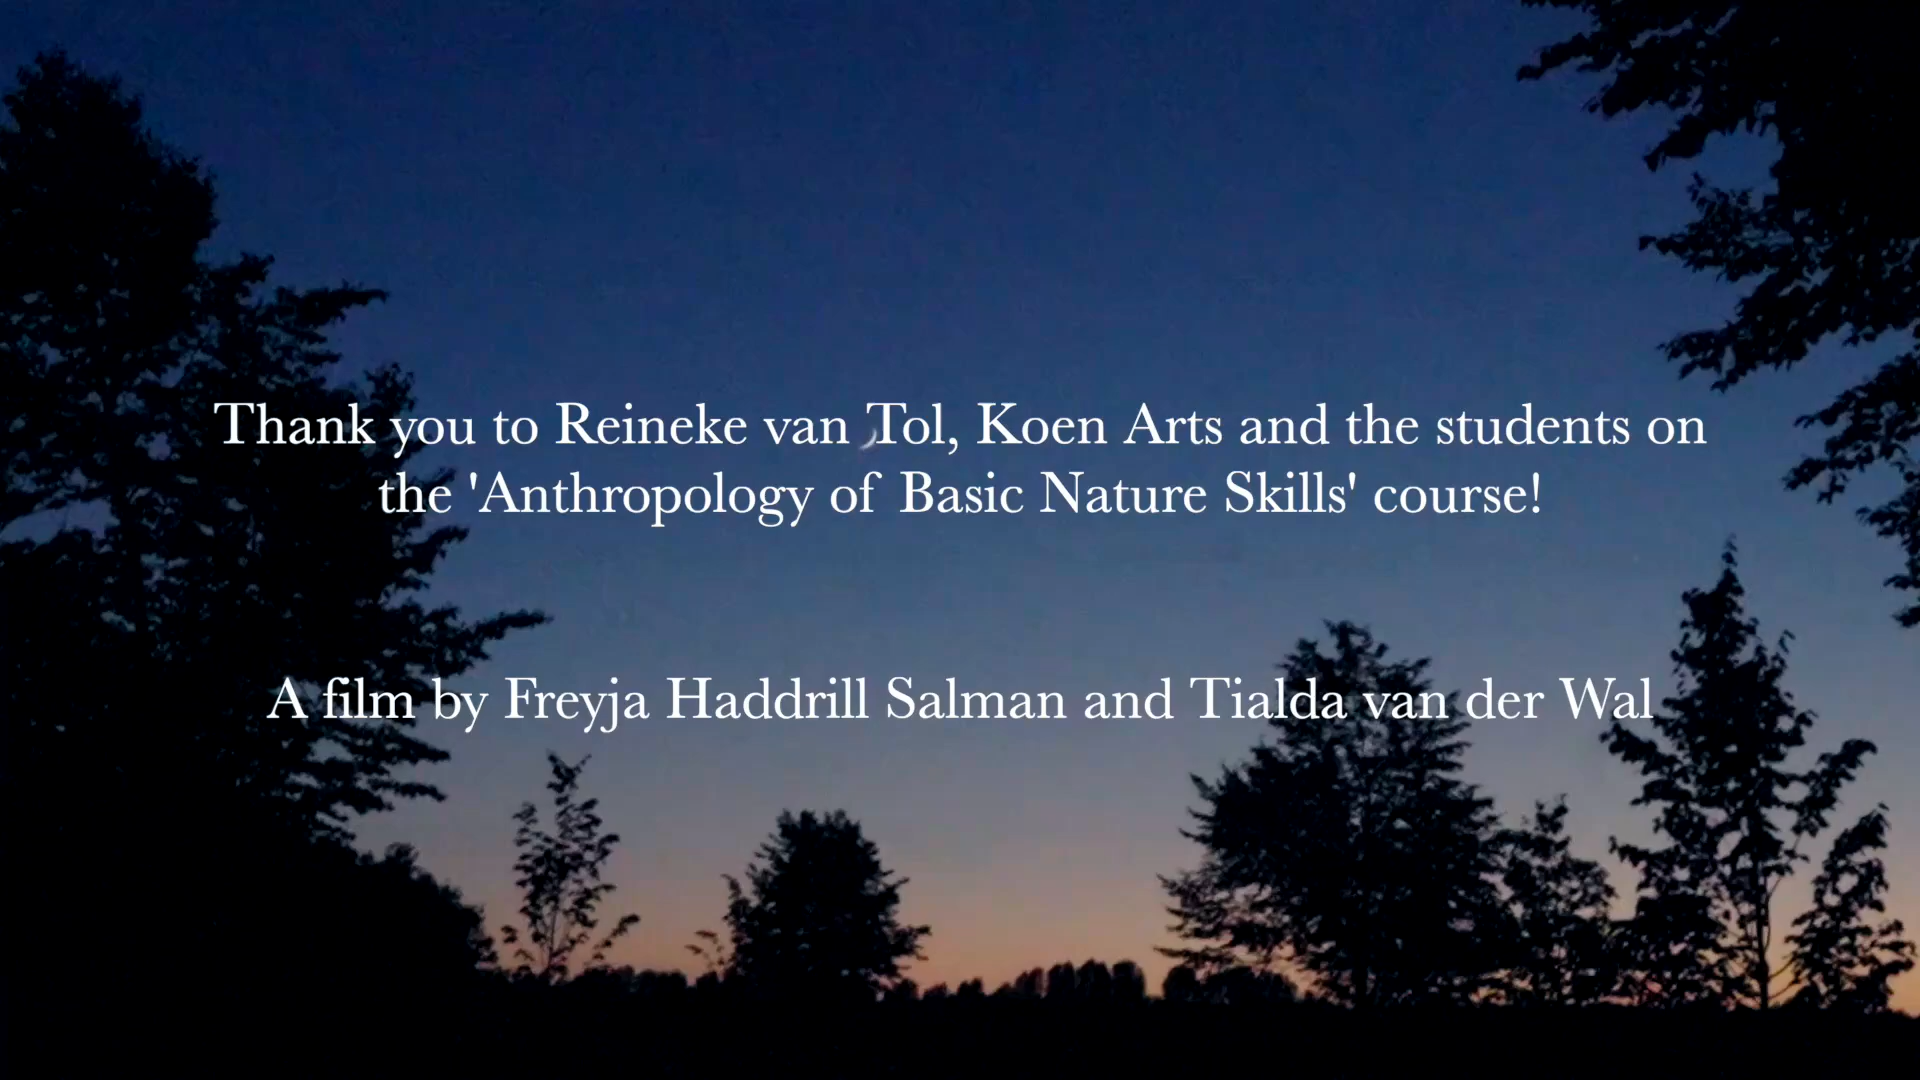 Thank you to Reineke van Tol, Koen Arts and the students on
the 'Anthropology of Basic Nature Skills' course!
A film by Freyja Haddrill Salman and Tialda van der Wal